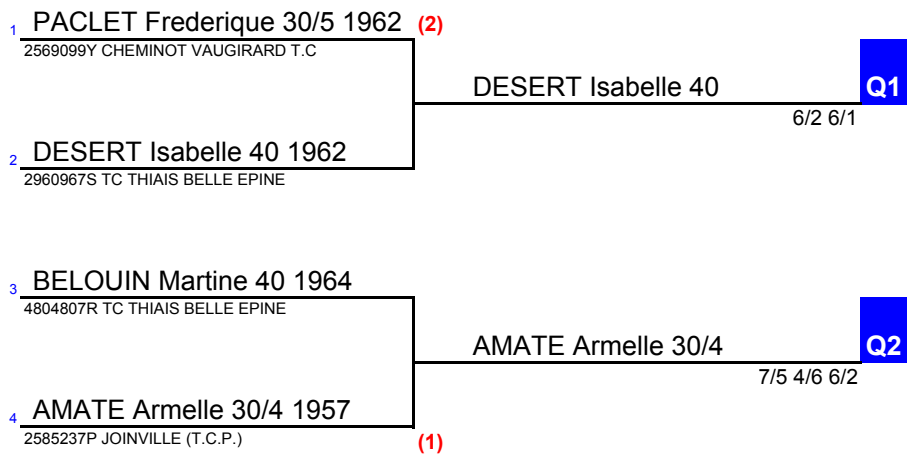 1 PACLET Frederique 30/5 1962 (2)
2569099Y CHEMINOT VAUGIRARD T.C
DESERT Isabelle 40 Q1
6/2 6/1
2 DESERT Isabelle 40 1962
2960967S TC THIAIS BELLE EPINE
3 BELOUIN Martine 40 1964
4804807R TC THIAIS BELLE EPINE
AMATE Armelle 30/4 Q2
7/5 4/6 6/2
4 AMATE Armelle 30/4 1957
2585237P JOINVILLE (T.C.P.) (1)